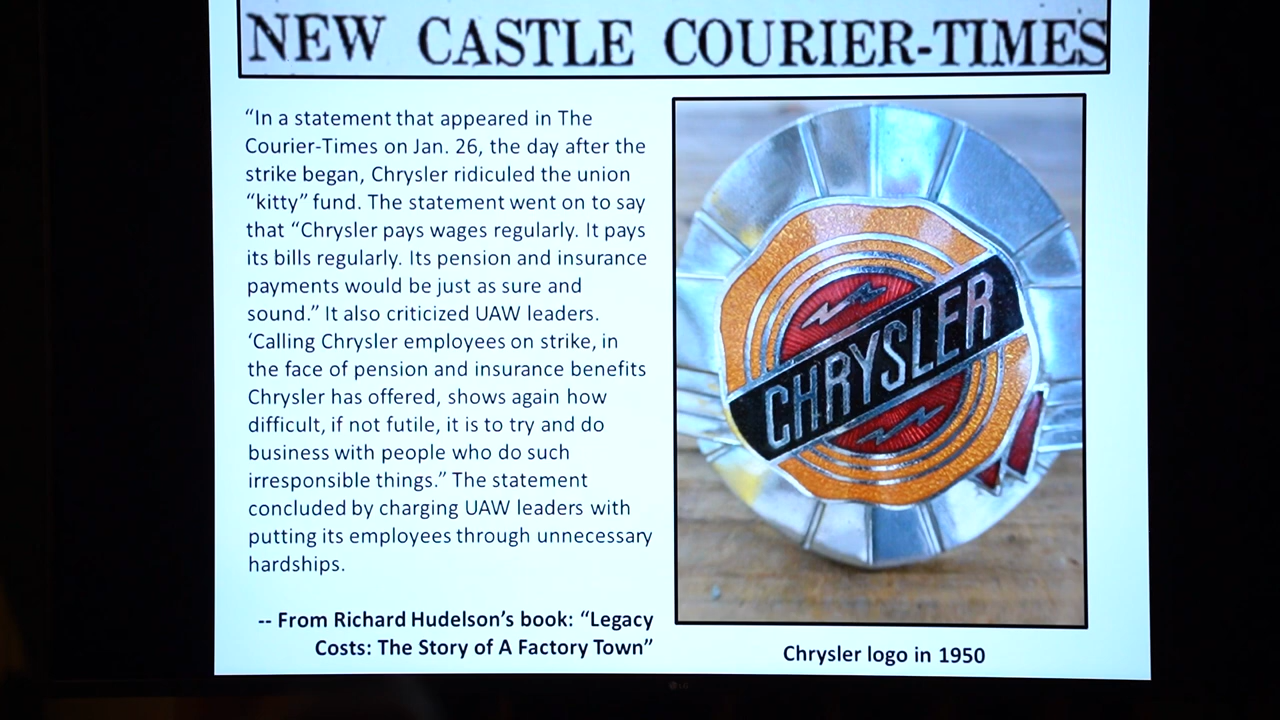 NEW CASTLE COURIER-TIMES
“In a statement that appeared in The
Courier-Times on Jan. 26, the day after the
strike began, Chrysler ridiculed the union
“kitty” fund. The statement went on to say
that “Chrysler pays wages regularly. It pays
its bills regularly. Its pension and insurance
payments would be just as sure and
sound.” It also criticized UAW leaders.
‘Calling Chrysler employees on strike, in
the face of pension and insurance benefits
Chrysler has offered, shows again how
difficult, if not futile, it is to try and do
business with people who do such
irresponsible things.” The statement
concluded by charging UAW leaders with
putting its employees through unnecessary
hardships.
-- From Richard Hudelson’s book: “Legacy
Costs: The Story of A Factory Town”
CHRYSLER
Chrysler logo in 1950
LG